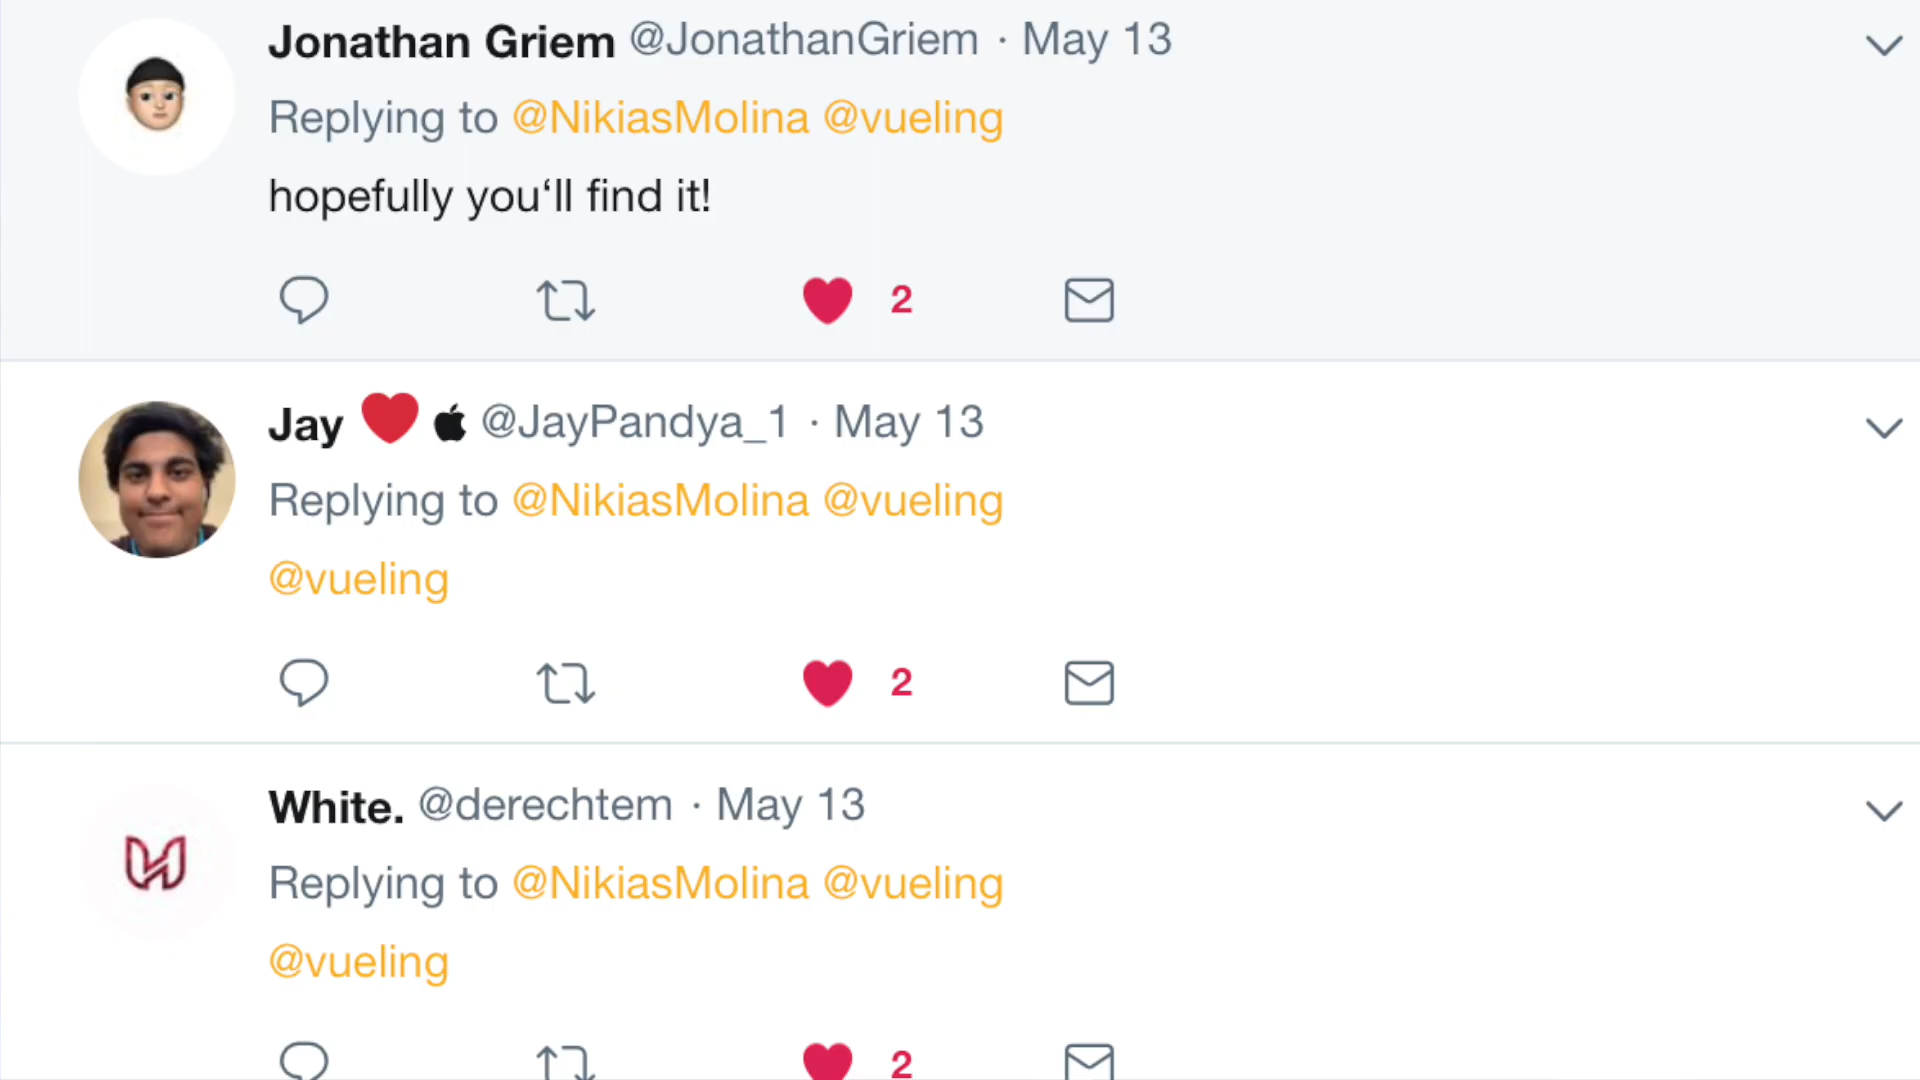 Jonathan Griem @JonathanGriem · May 13
Replying to @NikiasMolina @vueling
hopefully you‘ll find it!
2
Jay ❤️  @JayPandya_1 · May 13
Replying to @NikiasMolina @vueling
@vueling
2
White. @derechtem · May 13
Replying to @NikiasMolina @vueling
@vueling
2